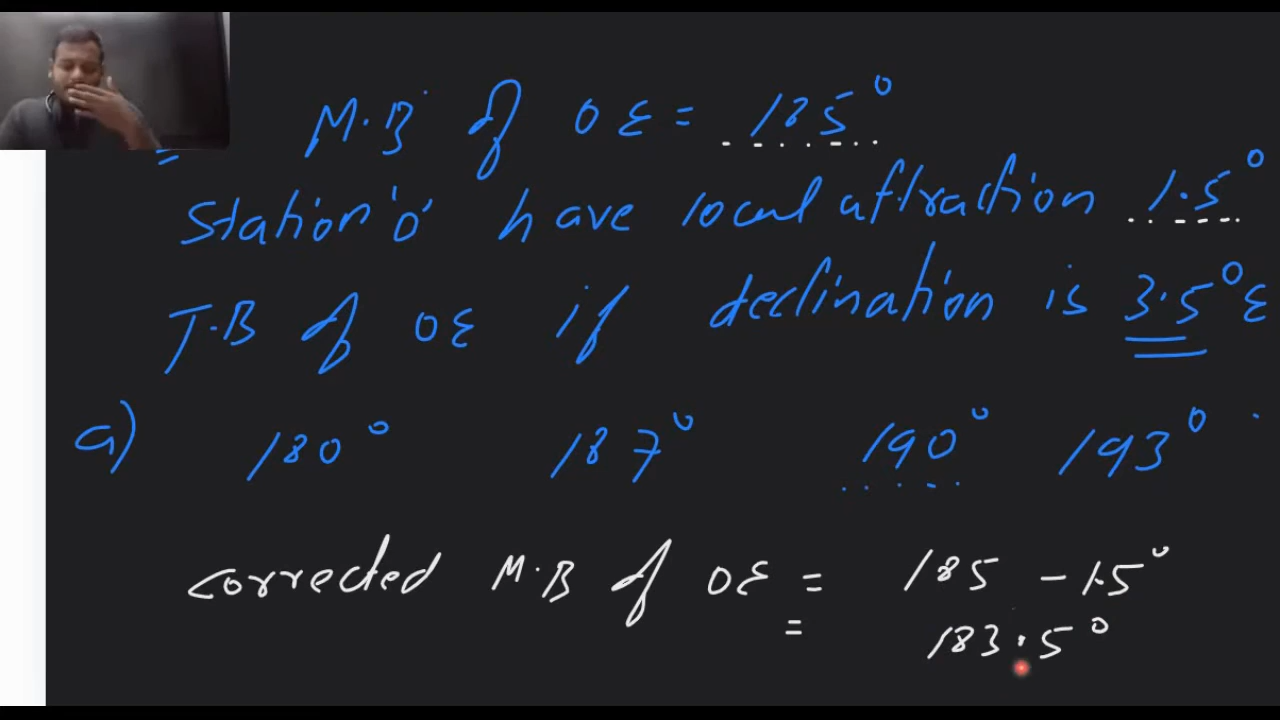 M.B of OE = 185°
Station 'O' have local attraction 1.5°
T.B of OE if declination is 3.5° E
a) 180° 187° 190° 193°
corrected M.B of OE = 185 - 1.5°
= 183.5°